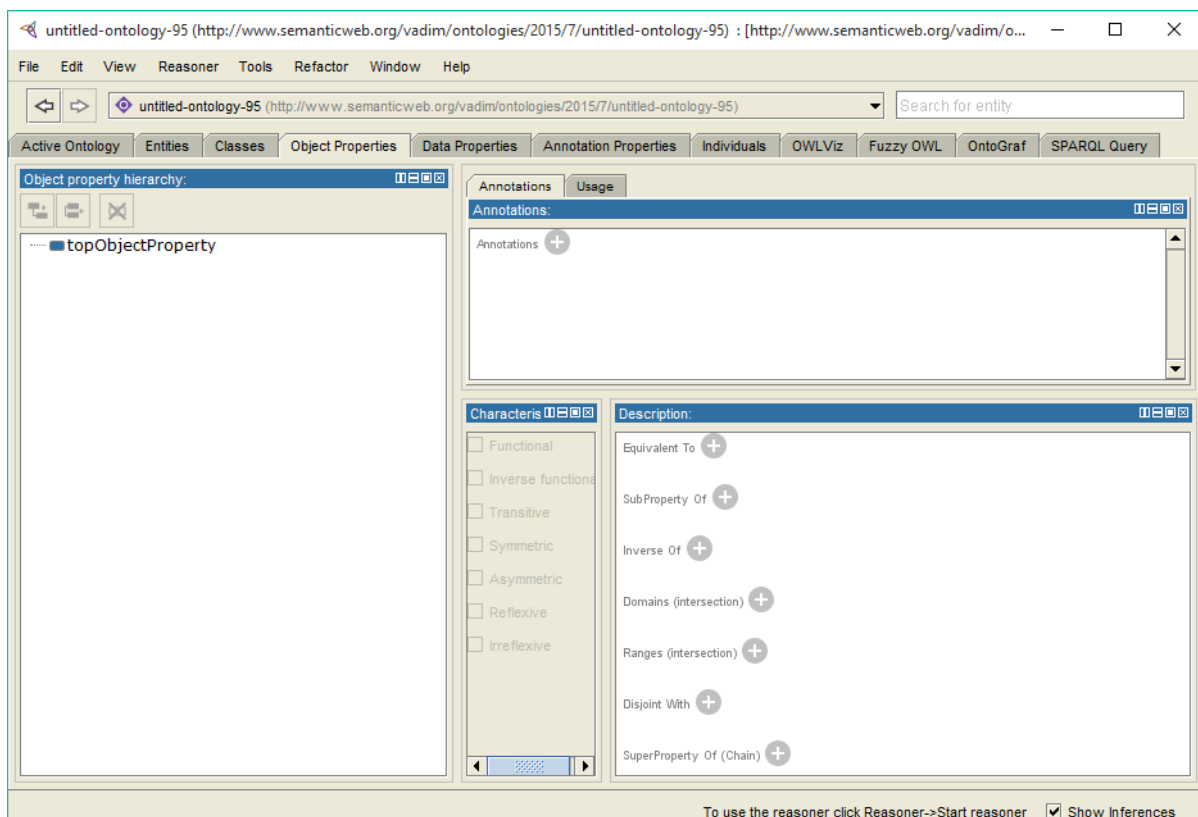 untitled-ontology-95 (http://www.semanticweb.org/vadim/ontologies/2015/7/untitled-ontology-95) : [http://www.semanticweb.org/vadim/o...
File Edit View Reasoner Tools Refactor Window Help
untitled-ontology-95 (http://www.semanticweb.org/vadim/ontologies/2015/7/untitled-ontology-95)
Search for entity
Active Ontology Entities Classes Object Properties Data Properties Annotation Properties Individuals OWLViz Fuzzy OWL OntoGraf SPARQL Query
Object property hierarchy:
topObjectProperty
Annotations Usage
Annotations:
Annotations
Characteris
Functional
Inverse functiona
Transitive
Symmetric
Asymmetric
Reflexive
Irreflexive
Description:
Equivalent To
SubProperty Of
Inverse Of
Domains (intersection)
Ranges (intersection)
Disjoint With
SuperProperty Of (Chain)
To use the reasoner click Reasoner->Start reasoner Show Inferences